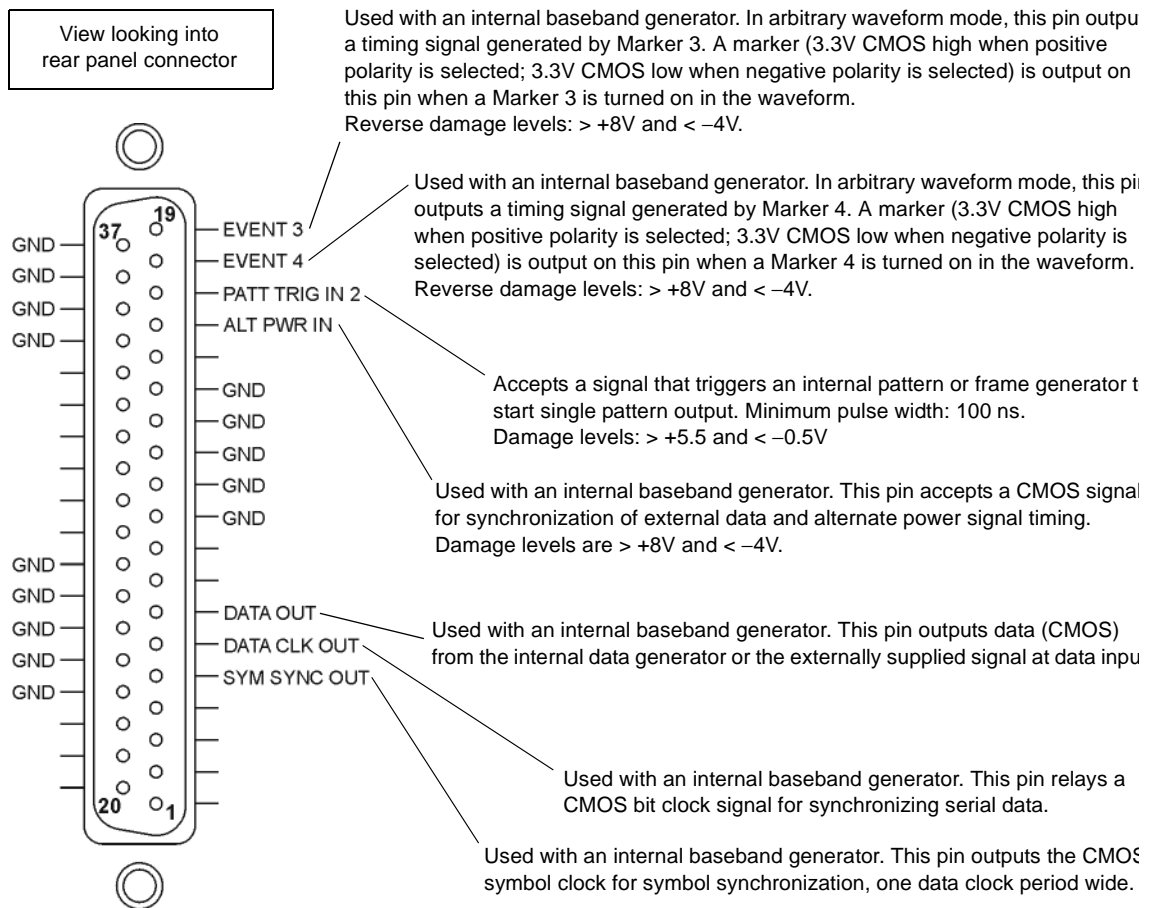 View looking into
rear panel connector
Used with an internal baseband generator. In arbitrary waveform mode, this pin outpu
a timing signal generated by Marker 3. A marker (3.3V CMOS high when positive
polarity is selected; 3.3V CMOS low when negative polarity is selected) is output on
this pin when a Marker 3 is turned on in the waveform.
Reverse damage levels: > +8V and < −4V.
Used with an internal baseband generator. In arbitrary waveform mode, this pi
outputs a timing signal generated by Marker 4. A marker (3.3V CMOS high
when positive polarity is selected; 3.3V CMOS low when negative polarity is
selected) is output on this pin when a Marker 4 is turned on in the waveform.
Reverse damage levels: > +8V and < −4V.
Accepts a signal that triggers an internal pattern or frame generator t
start single pattern output. Minimum pulse width: 100 ns.
Damage levels: > +5.5 and < −0.5V
Used with an internal baseband generator. This pin accepts a CMOS signal
for synchronization of external data and alternate power signal timing.
Damage levels are > +8V and < −4V.
Used with an internal baseband generator. This pin outputs data (CMOS)
from the internal data generator or the externally supplied signal at data inpu
Used with an internal baseband generator. This pin relays a
CMOS bit clock signal for synchronizing serial data.
Used with an internal baseband generator. This pin outputs the CMOS
symbol clock for symbol synchronization, one data clock period wide.
37
19
20
1
GND
GND
GND
GND
GND
GND
GND
GND
GND
EVENT 3
EVENT 4
PATT TRIG IN 2
ALT PWR IN
GND
GND
GND
GND
GND
DATA OUT
DATA CLK OUT
SYM SYNC OUT